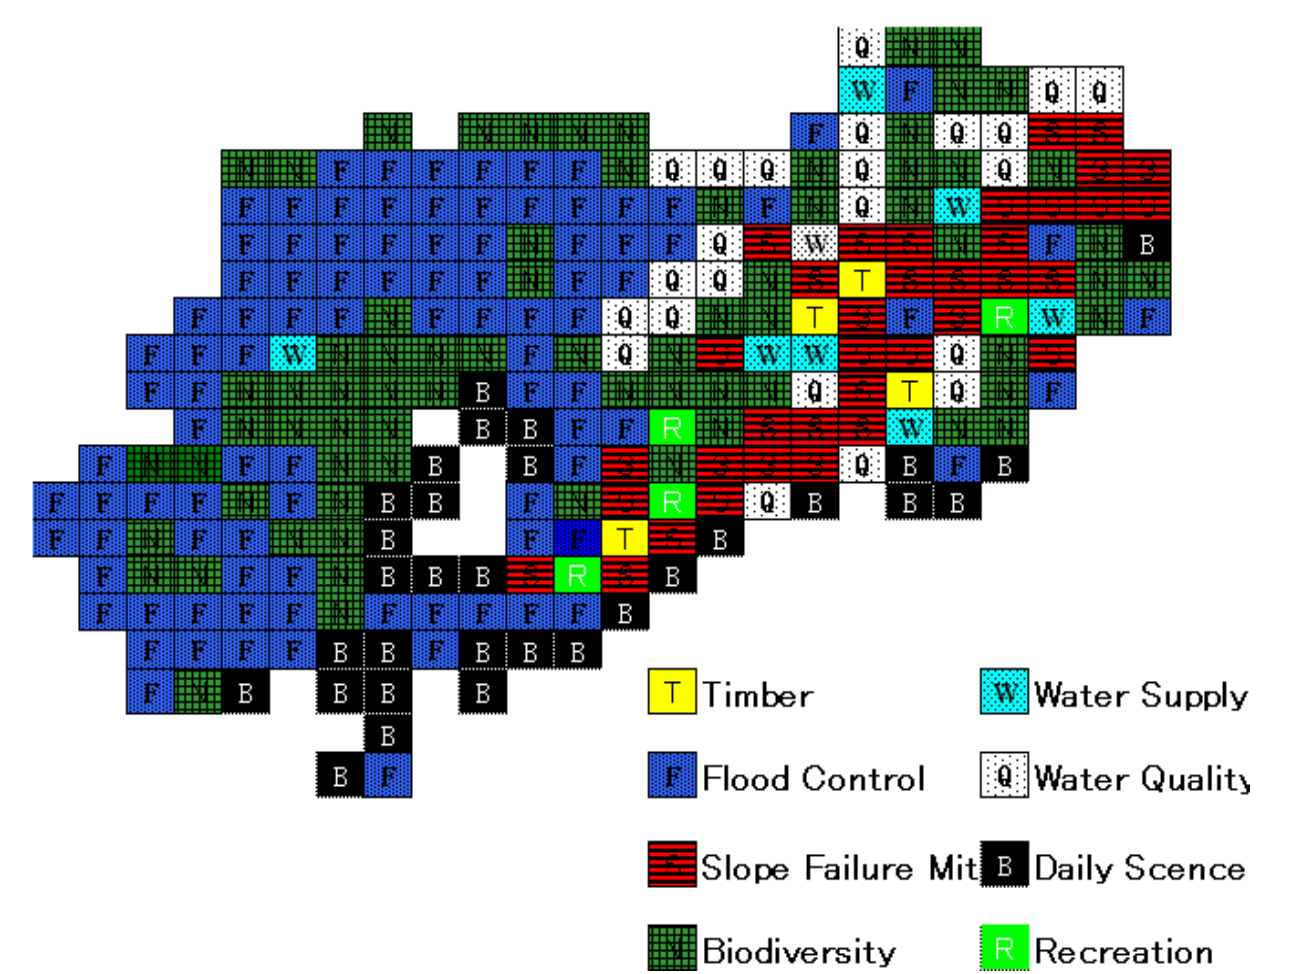 Q N N
W F N N Q Q
N N N N N F Q N Q Q S S
N N F F F F F F N Q Q Q N Q N N Q N S S
F F F F F F F F F F N F N Q N W S S S S
F F F F F F N F F F Q S W S S N S F N B
F F F F F F N F F Q Q N S T S S S S N N
F F F F N F F F F Q Q N N T S F S R W N F
F F F W N N N N F N Q N S W W S S Q N S
F F N N N N N B F F N N N N Q S T Q N F
F N N N N B B F F R N S S S W N N
F N N F F N N B B F S N S S S Q B F B
F F F F N F N B B F N S R S Q B B B
F F N F F N N B F F T S B
F N N F F N B B B S R S B
F F F F F N F F F F F B
F F F F B B F B B B
F N B B B B
B
B F
T Timber
W Water Supply
F Flood Control
Q Water Quality
S Slope Failure Mit
B Daily Scence
N Biodiversity
R Recreation